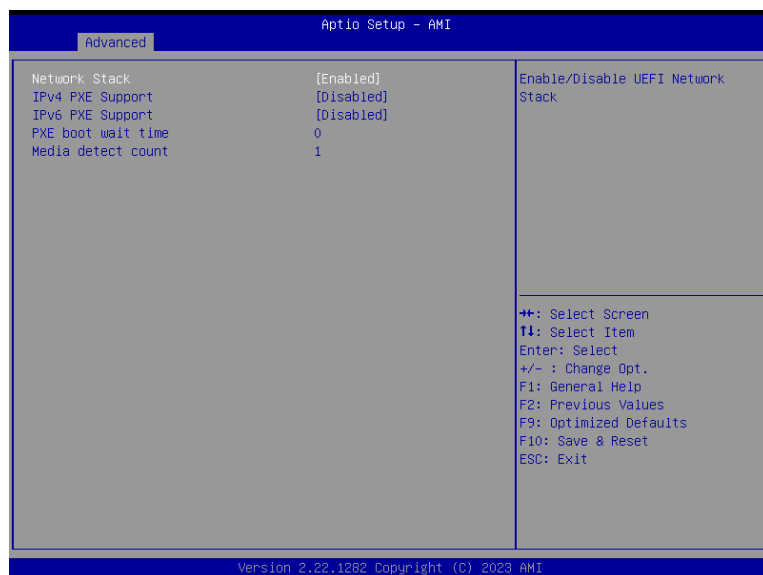 Aptio Setup – AMI
Advanced
Network Stack [Enabled]
IPv4 PXE Support [Disabled]
IPv6 PXE Support [Disabled]
PXE boot wait time 0
Media detect count 1
Enable/Disable UEFI Network
Stack
→←: Select Screen
↑↓: Select Item
Enter: Select
+/- : Change Opt.
F1: General Help
F2: Previous Values
F9: Optimized Defaults
F10: Save & Reset
ESC: Exit
Version 2.22.1282 Copyright (C) 2023 AMI